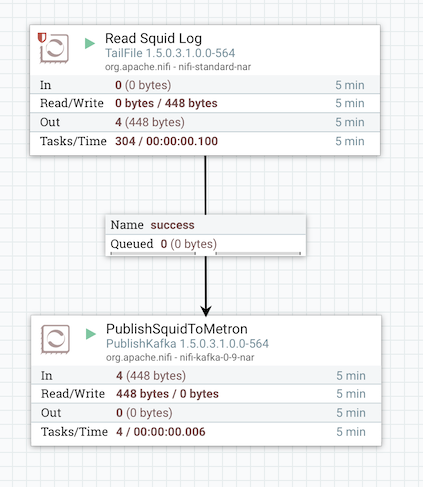 Read Squid Log
TailFile 1.5.0.3.1.0.0-564
org.apache.nifi - nifi-standard-nar
In 0 (0 bytes) 5 min
Read/Write 0 bytes / 448 bytes 5 min
Out 4 (448 bytes) 5 min
Tasks/Time 304 / 00:00:00.100 5 min
Name success
Queued 0 (0 bytes)
PublishSquidToMetron
PublishKafka 1.5.0.3.1.0.0-564
org.apache.nifi - nifi-kafka-0-9-nar
In 4 (448 bytes) 5 min
Read/Write 448 bytes / 0 bytes 5 min
Out 0 (0 bytes) 5 min
Tasks/Time 4 / 00:00:00.006 5 min